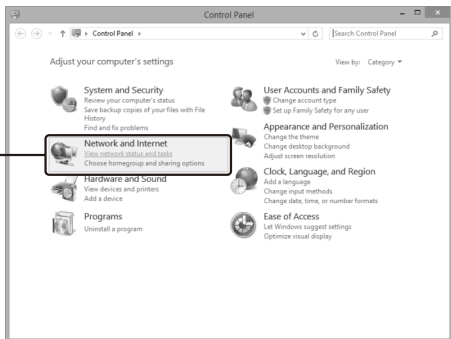 Control Panel
Control Panel
Search Control Panel
Adjust your computer's settings
View by: Category
System and Security
Review your computer's status
Save backup copies of your files with File
History
Find and fix problems
Network and Internet
View network status and tasks
Choose homegroup and sharing options
Hardware and Sound
View devices and printers
Add a device
Programs
Uninstall a program
User Accounts and Family Safety
Change account type
Set up Family Safety for any user
Appearance and Personalization
Change the theme
Change desktop background
Adjust screen resolution
Clock, Language, and Region
Add a language
Change input methods
Change date, time, or number formats
Ease of Access
Let Windows suggest settings
Optimize visual display